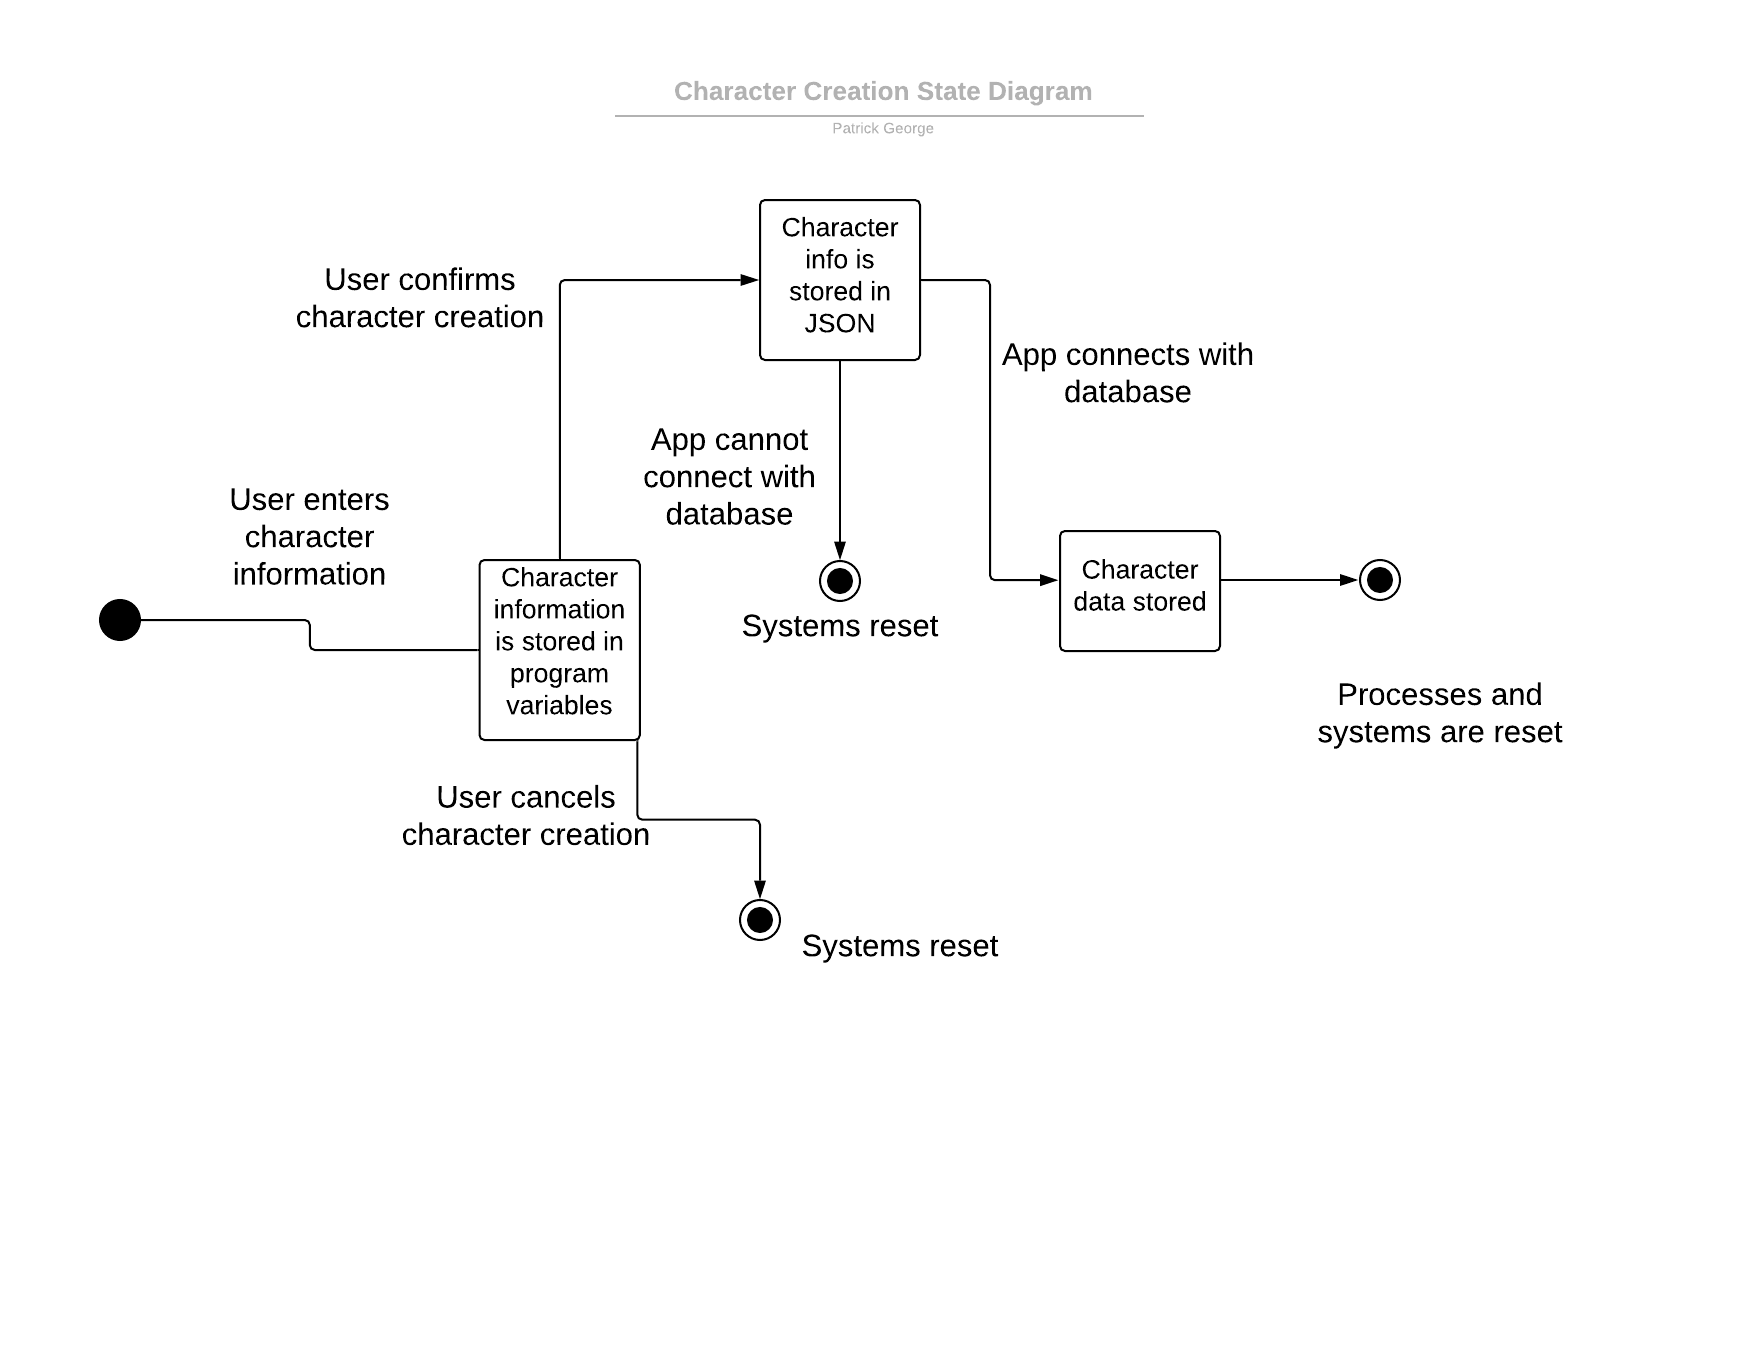 Character Creation State Diagram
Patrick George
Character
info is
stored in
JSON
User confirms
character creation
App connects with
database
App cannot
connect with
database
User enters
character
information
Character
information
is stored in
program
variables
Systems reset
Character
data stored
Processes and
systems are reset
User cancels
character creation
Systems reset